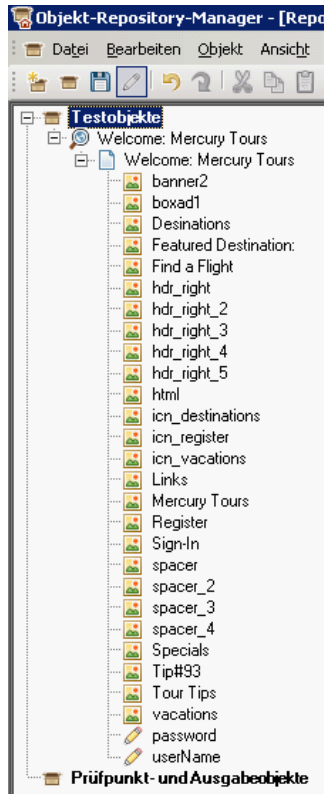 Objekt-Repository-Manager - [Repo
Datei Bearbeiten Objekt Ansicht
Testobjekte
Welcome: Mercury Tours
Welcome: Mercury Tours
banner2
boxad1
Desinations
Featured Destination:
Find a Flight
hdr_right
hdr_right_2
hdr_right_3
hdr_right_4
hdr_right_5
html
icn_destinations
icn_register
icn_vacations
Links
Mercury Tours
Register
Sign-In
spacer
spacer_2
spacer_3
spacer_4
Specials
Tip#93
Tour Tips
vacations
password
userName
Prüfpunkt- und Ausgabeobjekte